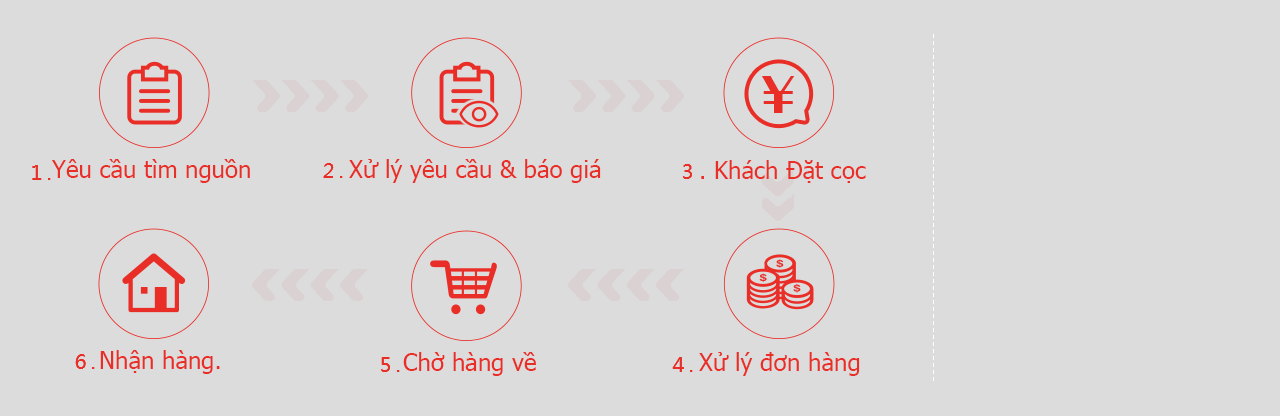 1.Yêu cầu tìm nguồn
2. Xử lý yêu cầu & báo giá
3 . Khách Đặt cọc
6.Nhận hàng.
5.Chờ hàng về
4. Xử lý đơn hàng